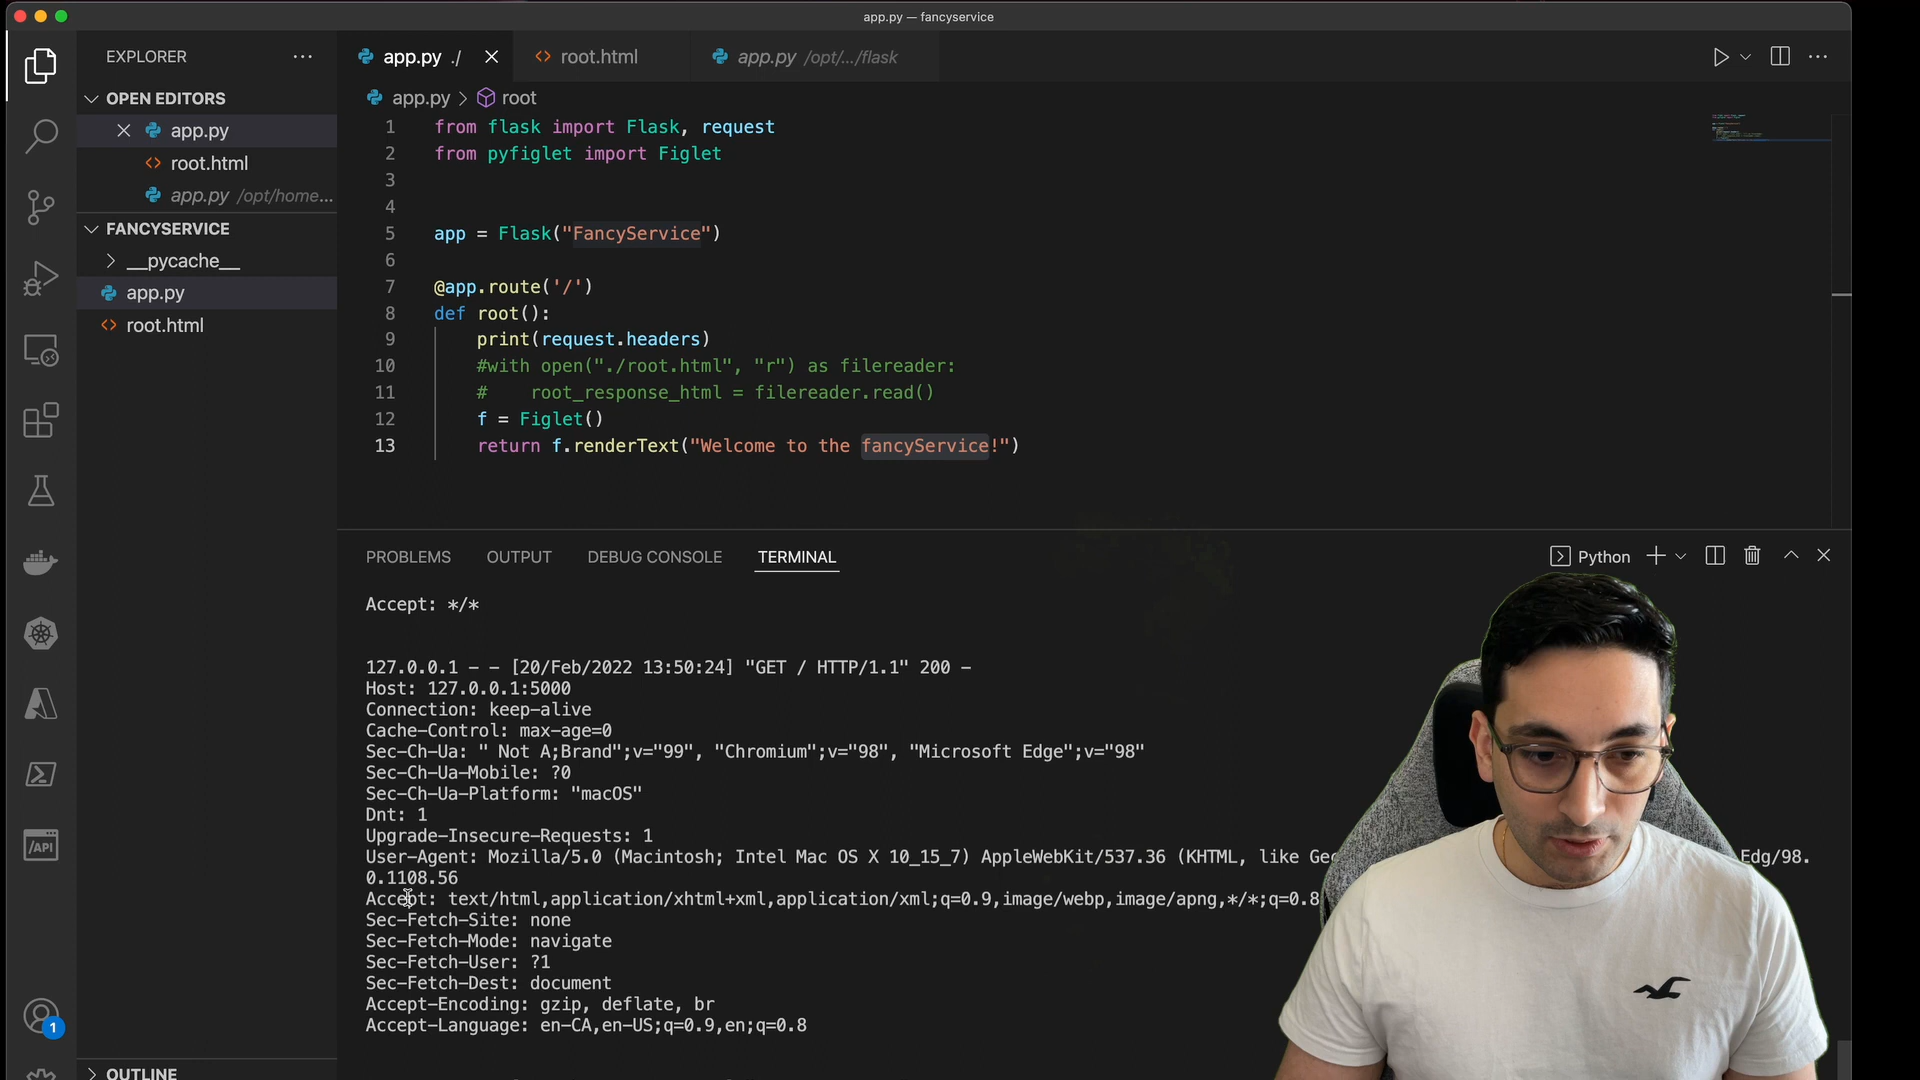 app.py — fancyservice
EXPLORER
OPEN EDITORS
app.py
root.html
app.py /opt/home...
FANCYSERVICE
__pycache__
app.py
root.html
OUTLINE
1
app.py ./
root.html
app.py /opt/.../flask
app.py > root
1 from flask import Flask, request
2 from pyfiglet import Figlet
3
4
5 app = Flask("FancyService")
6
7 @app.route('/')
8 def root():
9 print(request.headers)
10 #with open("./root.html", "r") as filereader:
11 # root_response_html = filereader.read()
12 f = Figlet()
13 return f.renderText("Welcome to the fancyService!")
PROBLEMS OUTPUT DEBUG CONSOLE TERMINAL
Python
Accept: */*
127.0.0.1 - - [20/Feb/2022 13:50:24] "GET / HTTP/1.1" 200 -
Host: 127.0.0.1:5000
Connection: keep-alive
Cache-Control: max-age=0
Sec-Ch-Ua: " Not A;Brand";v="99", "Chromium";v="98", "Microsoft Edge";v="98"
Sec-Ch-Ua-Mobile: ?0
Sec-Ch-Ua-Platform: "macOS"
Dnt: 1
Upgrade-Insecure-Requests: 1
User-Agent: Mozilla/5.0 (Macintosh; Intel Mac OS X 10_15_7) AppleWebKit/537.36 (KHTML, like Edg/98.
0.1108.56
Accept: text/html,application/xhtml+xml,application/xml;q=0.9,image/webp,image/apng,*/*;q=0.8
Sec-Fetch-Site: none
Sec-Fetch-Mode: navigate
Sec-Fetch-User: ?1
Sec-Fetch-Dest: document
Accept-Encoding: gzip, deflate, br
Accept-Language: en-CA,en-US;q=0.9,en;q=0.8
/API